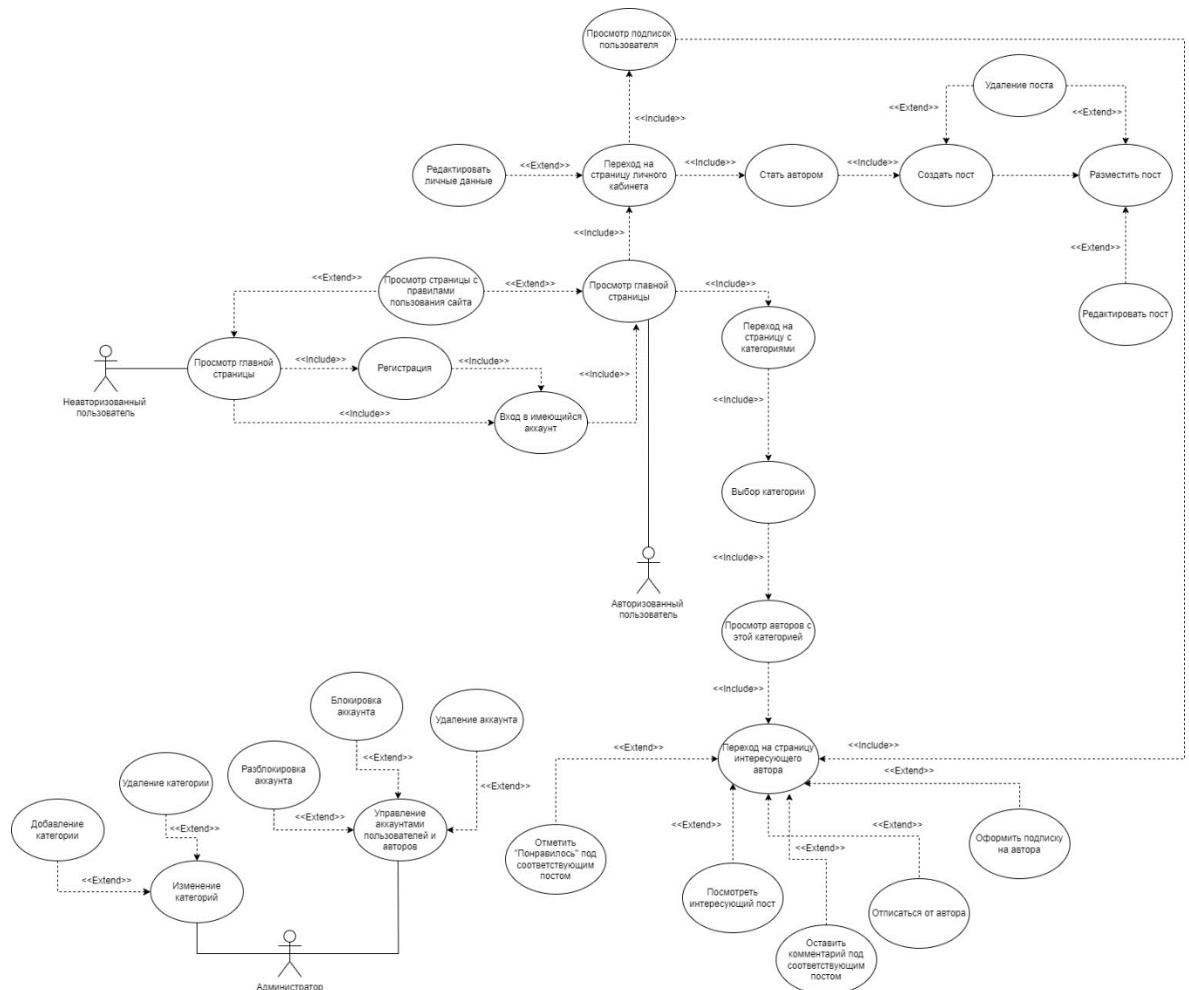 Просмотр подписок
пользователя
Удаление поста
<<Extend>>
<<Extend>>
<<Include>>
Редактировать
личные данные
<<Extend>>
Переход на
страницу личного
кабинета
<<Include>>
Стать автором
<<Include>>
Создать пост
Разместить пост
<<Include>>
<<Extend>>
<<Extend>>
Просмотр страницы с
правилами
пользования сайта
<<Extend>>
Просмотр главной
страницы
<<Include>>
Редактировать пост
Переход на
страницу с
категориями
Неавторизованный
пользователь
Просмотр главной
страницы
<<Include>>
Регистрация
<<Include>>
<<Include>>
<<Include>>
Вход в имеющийся
аккаунт
<<Include>>
Выбор категории
<<Include>>
Авторизованный
пользователь
Просмотр авторов с
этой категорией
<<Include>>
Блокировка
аккаунта
Удаление аккаунта
<<Extend>>
Переход на страницу
интересующего
автора
<<Include>>
<<Extend>>
Разблокировка
аккаунта
<<Extend>>
<<Extend>>
Удаление категории
<<Extend>>
Управление
аккаунтами
пользователей и
авторов
Добавление
категории
<<Extend>>
<<Extend>>
Изменение
категорий
Отметить
"Понравилось" под
соответствующим
постом
<<Extend>>
<<Extend>>
<<Extend>>
Оформить подписку
на автора
Посмотреть
интересующий пост
Отписаться от автора
Оставить
комментарий под
соответствующим
постом
Администратор